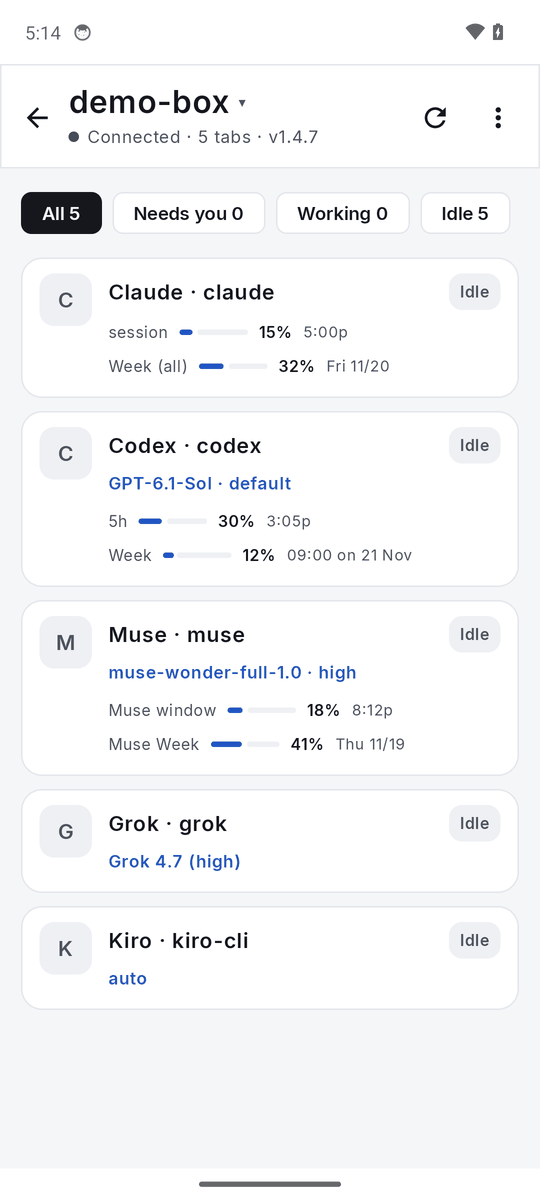 5:14
demo-box ▾
Connected · 5 tabs · v1.4.7
All 5 Needs you 0 Working 0 Idle 5
C Claude · claude Idle
session 15% 5:00p
Week (all) 32% Fri 11/20
C Codex · codex Idle
GPT-6.1-Sol · default
5h 30% 3:05p
Week 12% 09:00 on 21 Nov
M Muse · muse Idle
muse-wonder-full-1.0 · high
Muse window 18% 8:12p
Muse Week 41% Thu 11/19
G Grok · grok Idle
Grok 4.7 (high)
K Kiro · kiro-cli Idle
auto